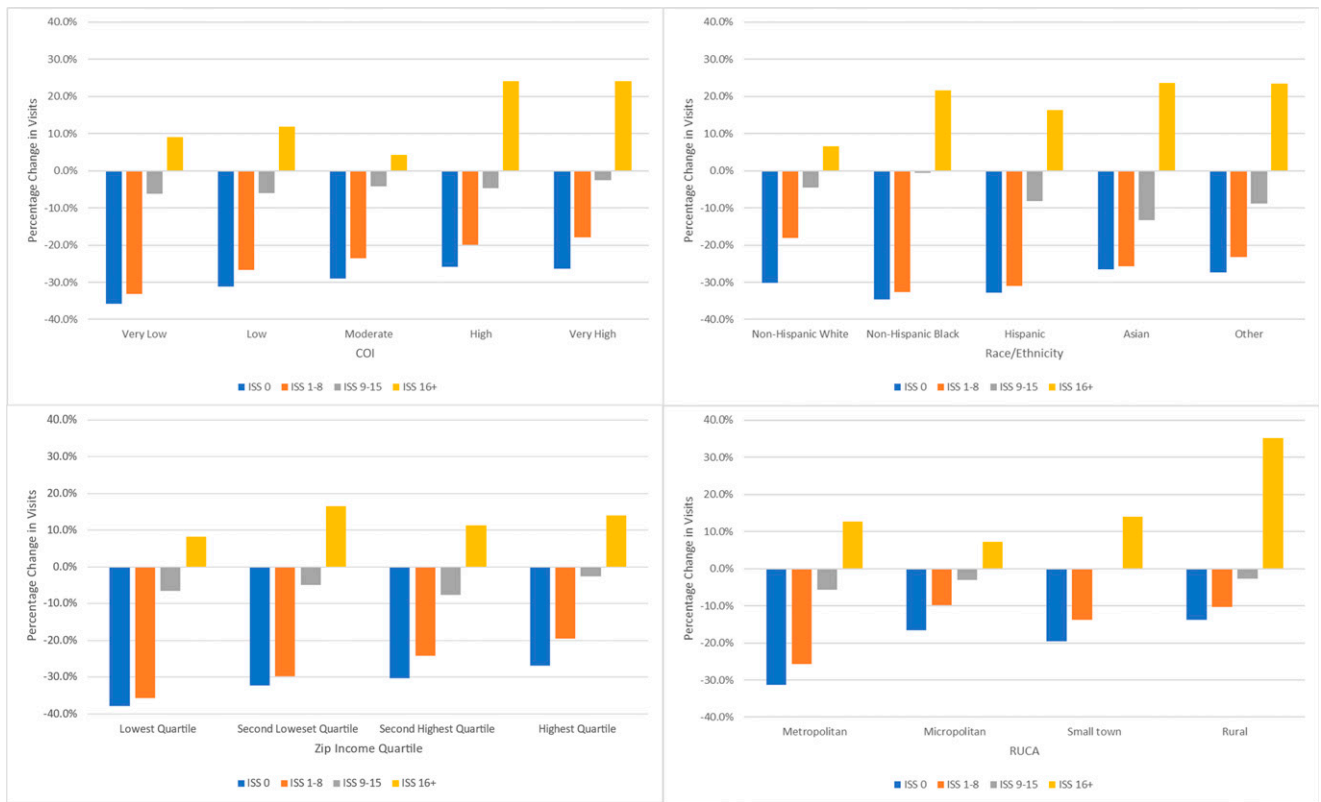 40.0%
30.0%
20.0%
10.0%
0.0%
-10.0%
-20.0%
-30.0%
-40.0%
Percentage Change in Visits
Very Low Low Moderate High Very High
COI
ISS 0 ISS 1-8 ISS 9-15 ISS 16+
40.0%
30.0%
20.0%
10.0%
0.0%
-10.0%
-20.0%
-30.0%
-40.0%
Percentage Change in Visits
Non-Hispanic White Non-Hispanic Black Hispanic Asian Other
Race/Ethnicity
ISS 0 ISS 1-8 ISS 9-15 ISS 16+
40.0%
30.0%
20.0%
10.0%
0.0%
-10.0%
-20.0%
-30.0%
-40.0%
Percentage Change in Visits
Lowest Quartile Second Loweset Quartile Second Highest Quartile Highest Quartile
Zip Income Quartile
ISS 0 ISS 1-8 ISS 9-15 ISS 16+
40.0%
30.0%
20.0%
10.0%
0.0%
-10.0%
-20.0%
-30.0%
-40.0%
Percentage Change in Visits
Metropolitan Micropolitan Small town Rural
RUCA
ISS 0 ISS 1-8 ISS 9-15 ISS 16+